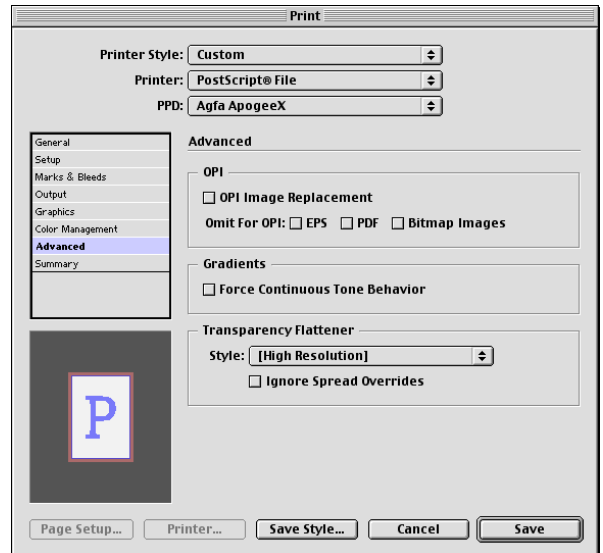 Print
Printer Style: Custom
Printer: PostScript® File
PPD: Agfa ApogeeX
General
Setup
Marks & Bleeds
Output
Graphics
Color Management
Advanced
Summary
Advanced
OPI
OPI Image Replacement
Omit For OPI: EPS PDF Bitmap Images
Gradients
Force Continuous Tone Behavior
Transparency Flattener
Style: [High Resolution]
Ignore Spread Overrides
P
Page Setup... Printer... Save Style... Cancel Save